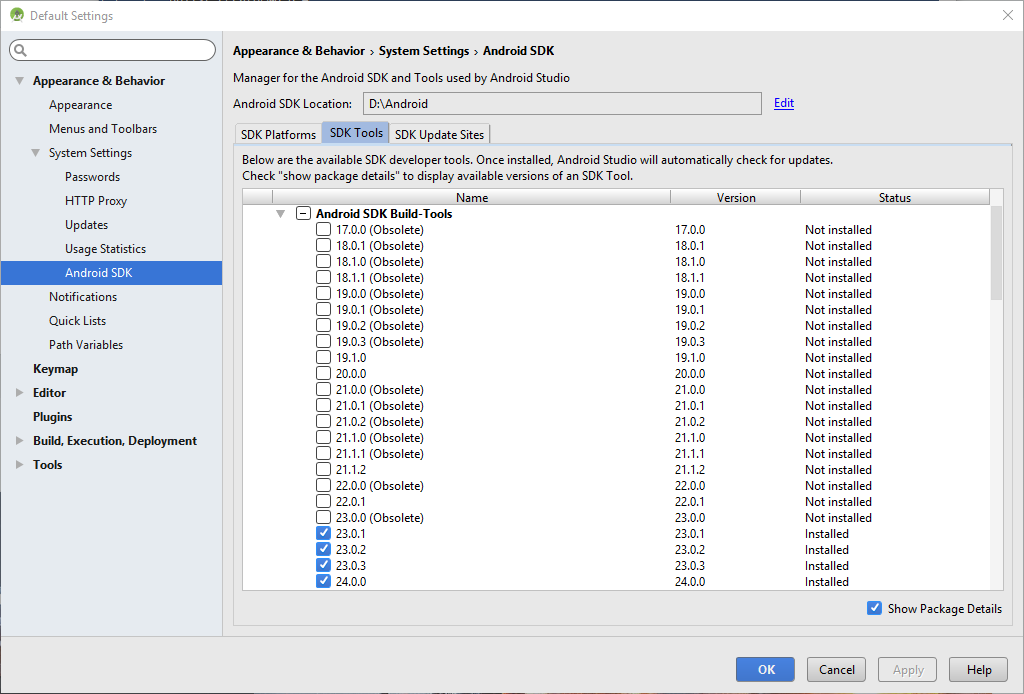 Default Settings
Appearance & Behavior
Appearance
Menus and Toolbars
System Settings
Passwords
HTTP Proxy
Updates
Usage Statistics
Android SDK
Notifications
Quick Lists
Path Variables
Keymap
Editor
Plugins
Build, Execution, Deployment
Tools
Appearance & Behavior › System Settings › Android SDK
Manager for the Android SDK and Tools used by Android Studio
Android SDK Location: D:\Android Edit
SDK Platforms SDK Tools SDK Update Sites
Below are the available SDK developer tools. Once installed, Android Studio will automatically check for updates.
Check "show package details" to display available versions of an SDK Tool.
Name Version Status
Android SDK Build-Tools
17.0.0 (Obsolete) 17.0.0 Not installed
18.0.1 (Obsolete) 18.0.1 Not installed
18.1.0 (Obsolete) 18.1.0 Not installed
18.1.1 (Obsolete) 18.1.1 Not installed
19.0.0 (Obsolete) 19.0.0 Not installed
19.0.1 (Obsolete) 19.0.1 Not installed
19.0.2 (Obsolete) 19.0.2 Not installed
19.0.3 (Obsolete) 19.0.3 Not installed
19.1.0 19.1.0 Not installed
20.0.0 20.0.0 Not installed
21.0.0 (Obsolete) 21.0.0 Not installed
21.0.1 (Obsolete) 21.0.1 Not installed
21.0.2 (Obsolete) 21.0.2 Not installed
21.1.0 (Obsolete) 21.1.0 Not installed
21.1.1 (Obsolete) 21.1.1 Not installed
21.1.2 21.1.2 Not installed
22.0.0 (Obsolete) 22.0.0 Not installed
22.0.1 22.0.1 Not installed
23.0.0 (Obsolete) 23.0.0 Not installed
23.0.1 23.0.1 Installed
23.0.2 23.0.2 Installed
23.0.3 23.0.3 Installed
24.0.0 24.0.0 Installed
Show Package Details
OK Cancel Apply Help